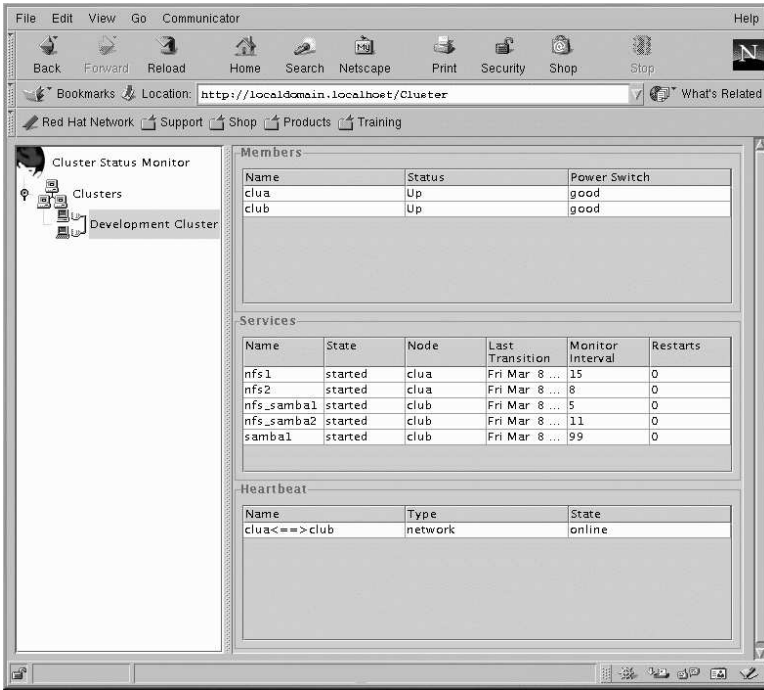 File Edit View Go Communicator Help
Back Forward Reload Home Search Netscape Print Security Shop Stop
N
Bookmarks Location: http://localdomain.localhost/Cluster What's Related
Red Hat Network Support Shop Products Training
Cluster Status Monitor
Clusters
Development Cluster
Members
Name Status Power Switch
clua Up good
club Up good
Services
Name State Node Last Transition Monitor Interval Restarts
nfs1 started clua Fri Mar 8 ... 15 0
nfs2 started clua Fri Mar 8 ... 8 0
nfs_samba1 started club Fri Mar 8 ... 5 0
nfs_samba2 started club Fri Mar 8 ... 11 0
samba1 started club Fri Mar 8 ... 99 0
Heartbeat
Name Type State
clua<==>club network online